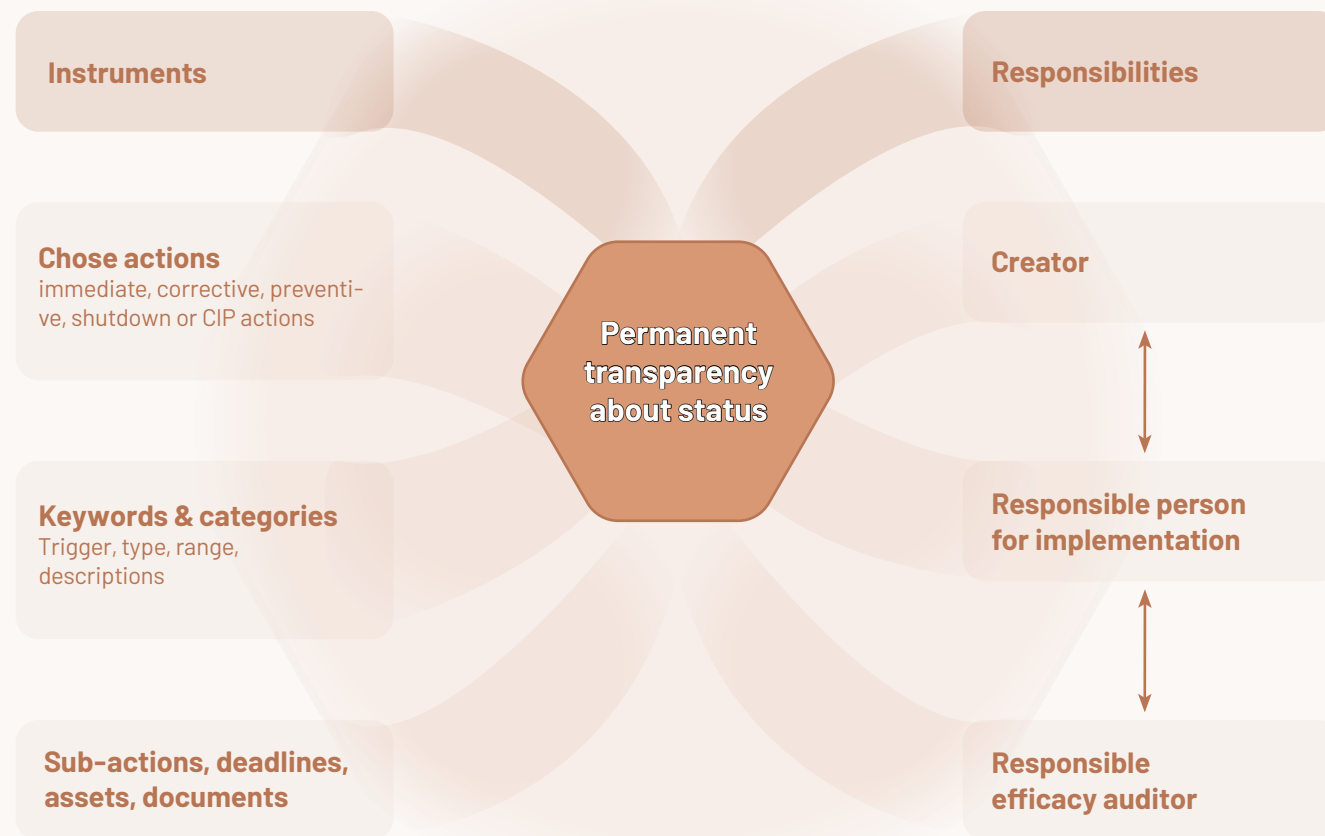 Instruments
Responsibilities
Chose actions
immediate, corrective, preventi-
ve, shutdown or CIP actions
Creator
Permanent
transparency
about status
Keywords & categories
Trigger, type, range,
descriptions
Responsible person
for implementation
Sub-actions, deadlines,
assets, documents
Responsible
efficacy auditor